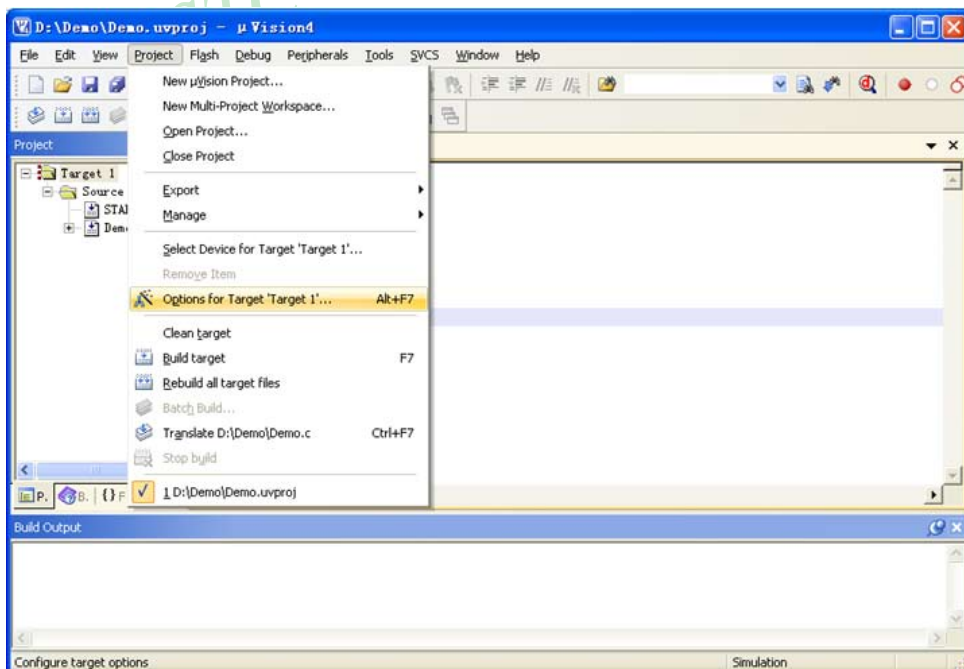 D:\Demo\Demo.uvproj - μVision4
File Edit View Project Flash Debug Peripherals Tools SVCS Window Help
New μVision Project...
New Multi-Project Workspace...
Open Project...
Close Project
Project
Target 1
Export
Source
STA
Manage
Dem
Select Device for Target 'Target 1'...
Remove Item
Options for Target 'Target 1'... Alt+F7
Clean target
Build target F7
Rebuild all target files
Batch Build...
Translate D:\Demo\Demo.c Ctrl+F7
Stop build
P. B. {} F
1 D:\Demo\Demo.uvproj
Build Output
Configure target options Simulation